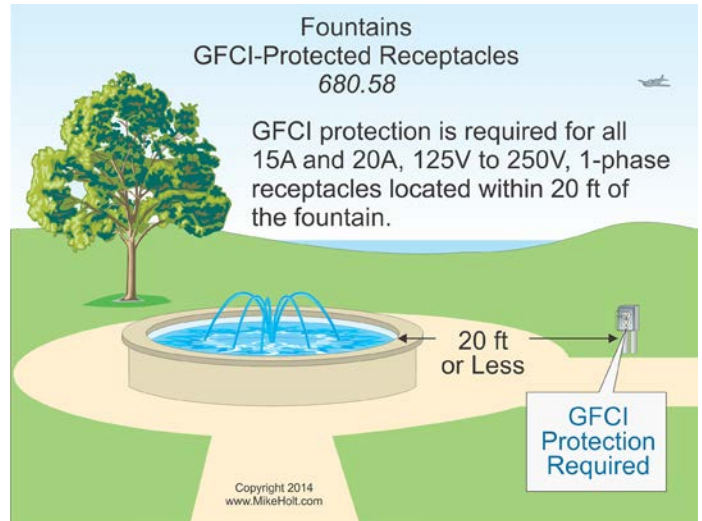 Fountains
GFCI-Protected Receptacles
680.58
GFCI protection is required for all
15A and 20A, 125V to 250V, 1-phase
receptacles located within 20 ft of
the fountain.
20 ft
or Less
GFCI
Protection
Required
Copyright 2014
www.MikeHolt.com